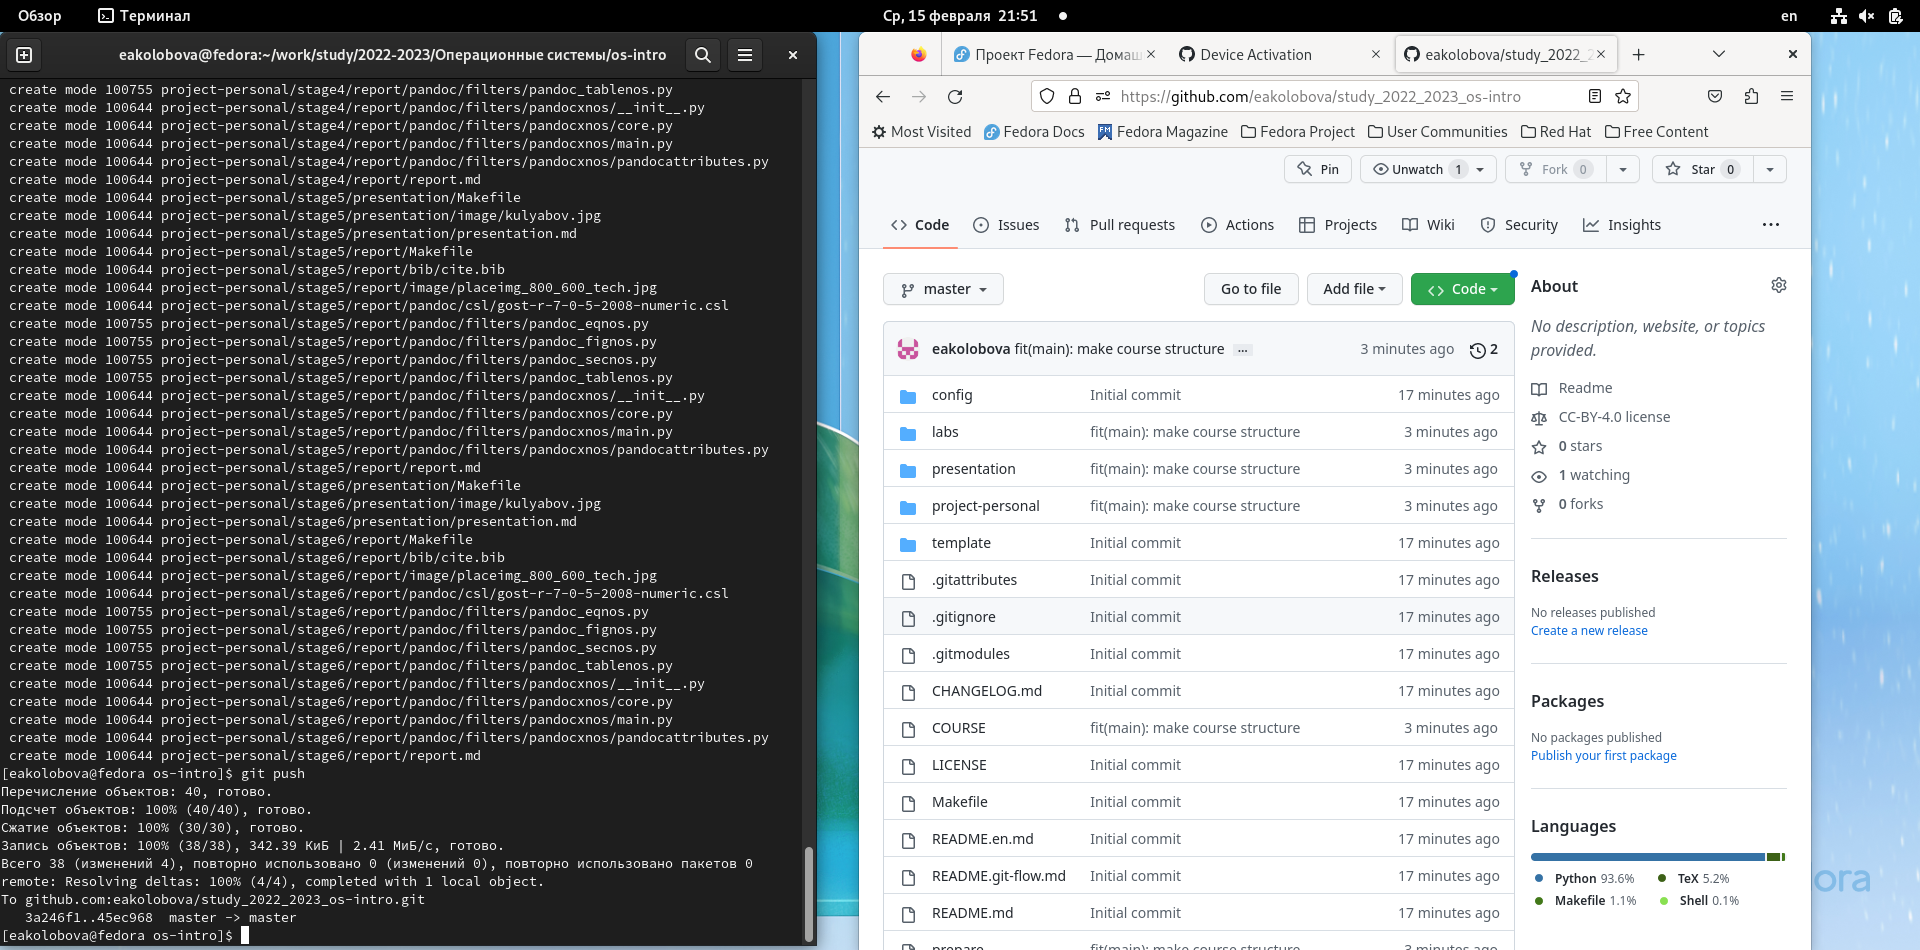 Обзор
Терминал
Ср, 15 февраля 21:51
en
eakolobova@fedora:~/work/study/2022-2023/Операционные системы/os-intro
create mode 100755 project-personal/stage4/report/pandoc/filters/pandoc_tablenos.py
create mode 100644 project-personal/stage4/report/pandoc/filters/pandocxnos/__init__.py
create mode 100644 project-personal/stage4/report/pandoc/filters/pandocxnos/core.py
create mode 100644 project-personal/stage4/report/pandoc/filters/pandocxnos/main.py
create mode 100644 project-personal/stage4/report/pandoc/filters/pandocxnos/pandocattributes.py
create mode 100644 project-personal/stage4/report/report.md
create mode 100644 project-personal/stage5/presentation/Makefile
create mode 100644 project-personal/stage5/presentation/image/kulyabov.jpg
create mode 100644 project-personal/stage5/presentation/presentation.md
create mode 100644 project-personal/stage5/report/Makefile
create mode 100644 project-personal/stage5/report/bib/cite.bib
create mode 100644 project-personal/stage5/report/image/placeimg_800_600_tech.jpg
create mode 100644 project-personal/stage5/report/pandoc/csl/gost-r-7-0-5-2008-numeric.csl
create mode 100755 project-personal/stage5/report/pandoc/filters/pandoc_eqnos.py
create mode 100755 project-personal/stage5/report/pandoc/filters/pandoc_fignos.py
create mode 100755 project-personal/stage5/report/pandoc/filters/pandoc_secnos.py
create mode 100755 project-personal/stage5/report/pandoc/filters/pandoc_tablenos.py
create mode 100644 project-personal/stage5/report/pandoc/filters/pandocxnos/__init__.py
create mode 100644 project-personal/stage5/report/pandoc/filters/pandocxnos/core.py
create mode 100644 project-personal/stage5/report/pandoc/filters/pandocxnos/main.py
create mode 100644 project-personal/stage5/report/pandoc/filters/pandocxnos/pandocattributes.py
create mode 100644 project-personal/stage5/report/report.md
create mode 100644 project-personal/stage6/presentation/Makefile
create mode 100644 project-personal/stage6/presentation/image/kulyabov.jpg
create mode 100644 project-personal/stage6/presentation/presentation.md
create mode 100644 project-personal/stage6/report/Makefile
create mode 100644 project-personal/stage6/report/bib/cite.bib
create mode 100644 project-personal/stage6/report/image/placeimg_800_600_tech.jpg
create mode 100644 project-personal/stage6/report/pandoc/csl/gost-r-7-0-5-2008-numeric.csl
create mode 100755 project-personal/stage6/report/pandoc/filters/pandoc_eqnos.py
create mode 100755 project-personal/stage6/report/pandoc/filters/pandoc_fignos.py
create mode 100755 project-personal/stage6/report/pandoc/filters/pandoc_secnos.py
create mode 100755 project-personal/stage6/report/pandoc/filters/pandoc_tablenos.py
create mode 100644 project-personal/stage6/report/pandoc/filters/pandocxnos/__init__.py
create mode 100644 project-personal/stage6/report/pandoc/filters/pandocxnos/core.py
create mode 100644 project-personal/stage6/report/pandoc/filters/pandocxnos/main.py
create mode 100644 project-personal/stage6/report/pandoc/filters/pandocxnos/pandocattributes.py
create mode 100644 project-personal/stage6/report/report.md
[eakolobova@fedora os-intro]$ git push
Перечисление объектов: 40, готово.
Подсчет объектов: 100% (40/40), готово.
Сжатие объектов: 100% (30/30), готово.
Запись объектов: 100% (38/38), 342.39 КиБ | 2.41 МиБ/с, готово.
Всего 38 (изменений 4), повторно использовано 0 (изменений 0), повторно использовано пакетов 0
remote: Resolving deltas: 100% (4/4), completed with 1 local object.
To github.com:eakolobova/study_2022_2023_os-intro.git
3a246f1..45ec968 master -> master
[eakolobova@fedora os-intro]$
Проект Fedora — Домаш
Device Activation
eakolobova/study_2022_2
https://github.com/eakolobova/study_2022_2023_os-intro
Most Visited
Fedora Docs
Fedora Magazine
Fedora Project
User Communities
Red Hat
Free Content
Pin
Unwatch 1
Fork 0
Star 0
Code
Issues
Pull requests
Actions
Projects
Wiki
Security
Insights
master
Go to file
Add file
Code
eakolobova fit(main): make course structure ... 3 minutes ago 2
config Initial commit 17 minutes ago
labs fit(main): make course structure 3 minutes ago
presentation fit(main): make course structure 3 minutes ago
project-personal fit(main): make course structure 3 minutes ago
template Initial commit 17 minutes ago
.gitattributes Initial commit 17 minutes ago
.gitignore Initial commit 17 minutes ago
.gitmodules Initial commit 17 minutes ago
CHANGELOG.md Initial commit 17 minutes ago
COURSE fit(main): make course structure 3 minutes ago
LICENSE Initial commit 17 minutes ago
Makefile Initial commit 17 minutes ago
README.en.md Initial commit 17 minutes ago
README.git-flow.md Initial commit 17 minutes ago
README.md Initial commit 17 minutes ago
prepare fit(main): make course structure 3 minutes ago
About
No description, website, or topics
provided.
Readme
CC-BY-4.0 license
0 stars
1 watching
0 forks
Releases
No releases published
Create a new release
Packages
No packages published
Publish your first package
Languages
Python 93.6%
TeX 5.2%
Makefile 1.1%
Shell 0.1%
ora